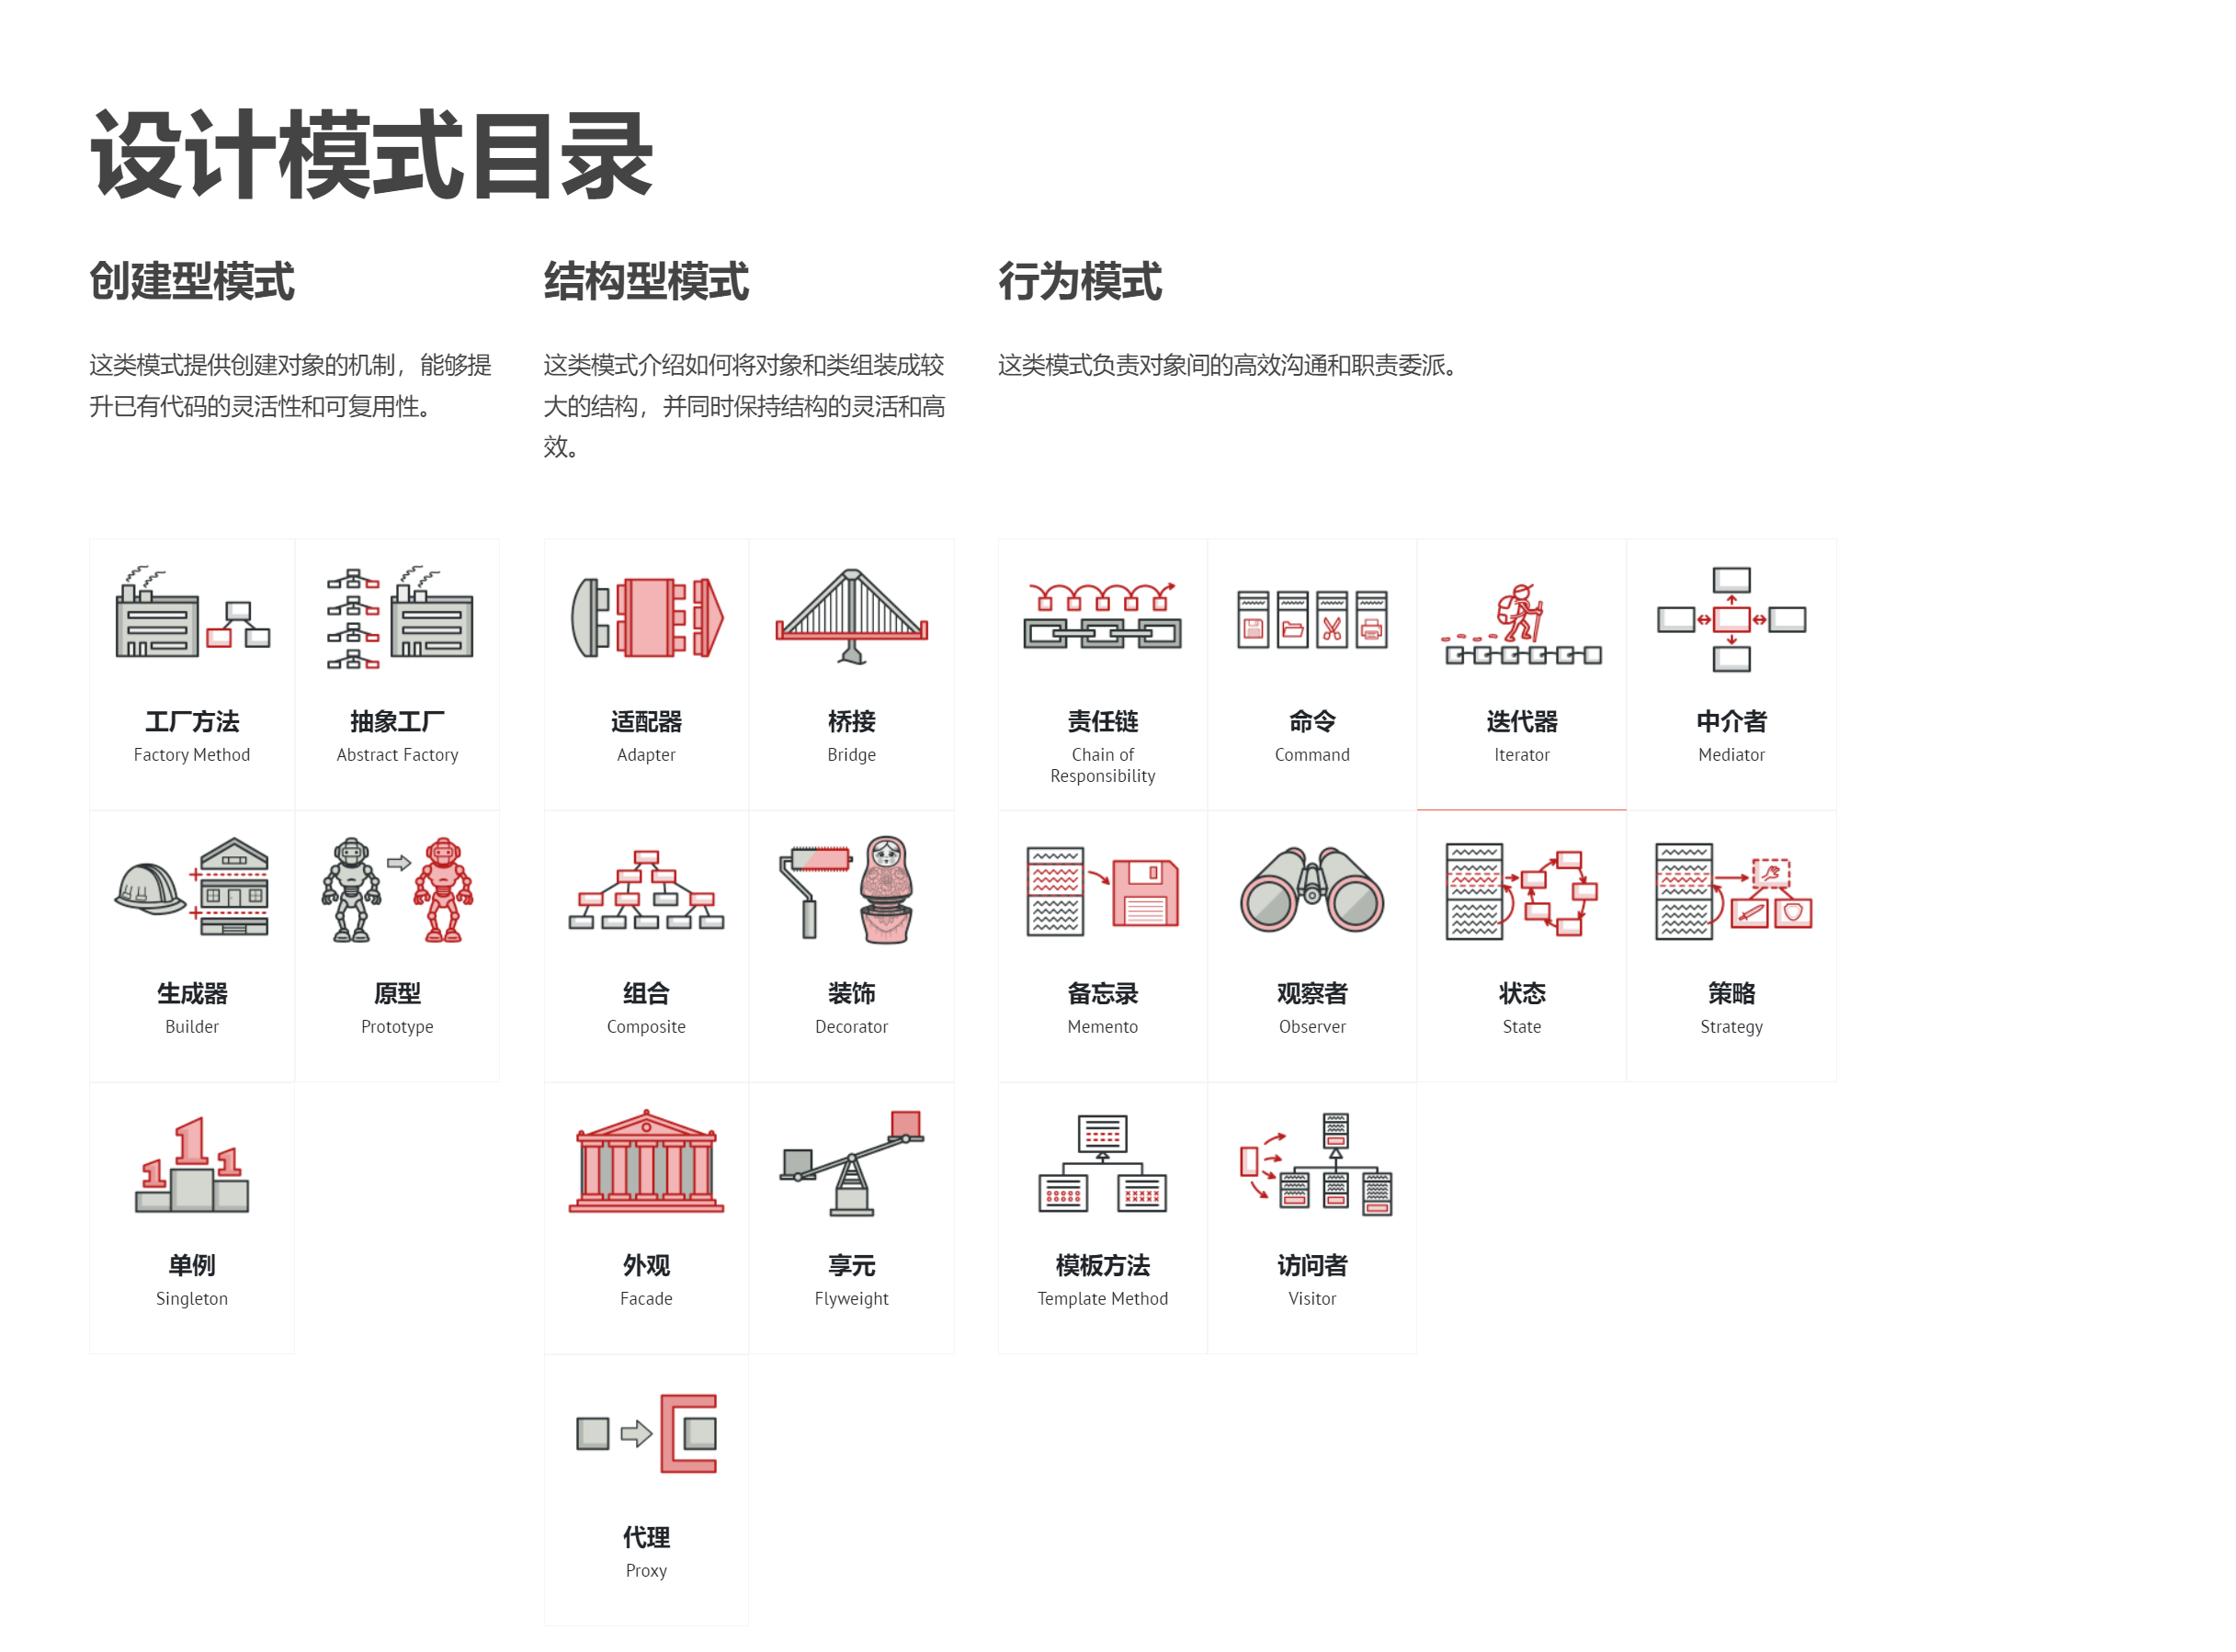 设计模式目录
创建型模式
这类模式提供创建对象的机制，能够提
升已有代码的灵活性和可复用性。
结构型模式
这类模式介绍如何将对象和类组装成较
大的结构，并同时保持结构的灵活和高
效。
行为模式
这类模式负责对象间的高效沟通和职责委派。
工厂方法
Factory Method
抽象工厂
Abstract Factory
生成器
Builder
原型
Prototype
1
1
1
单例
Singleton
适配器
Adapter
桥接
Bridge
组合
Composite
装饰
Decorator
外观
Facade
享元
Flyweight
代理
Proxy
责任链
Chain of
Responsibility
命令
Command
迭代器
Iterator
中介者
Mediator
备忘录
Memento
观察者
Observer
状态
State
策略
Strategy
模板方法
Template Method
访问者
Visitor